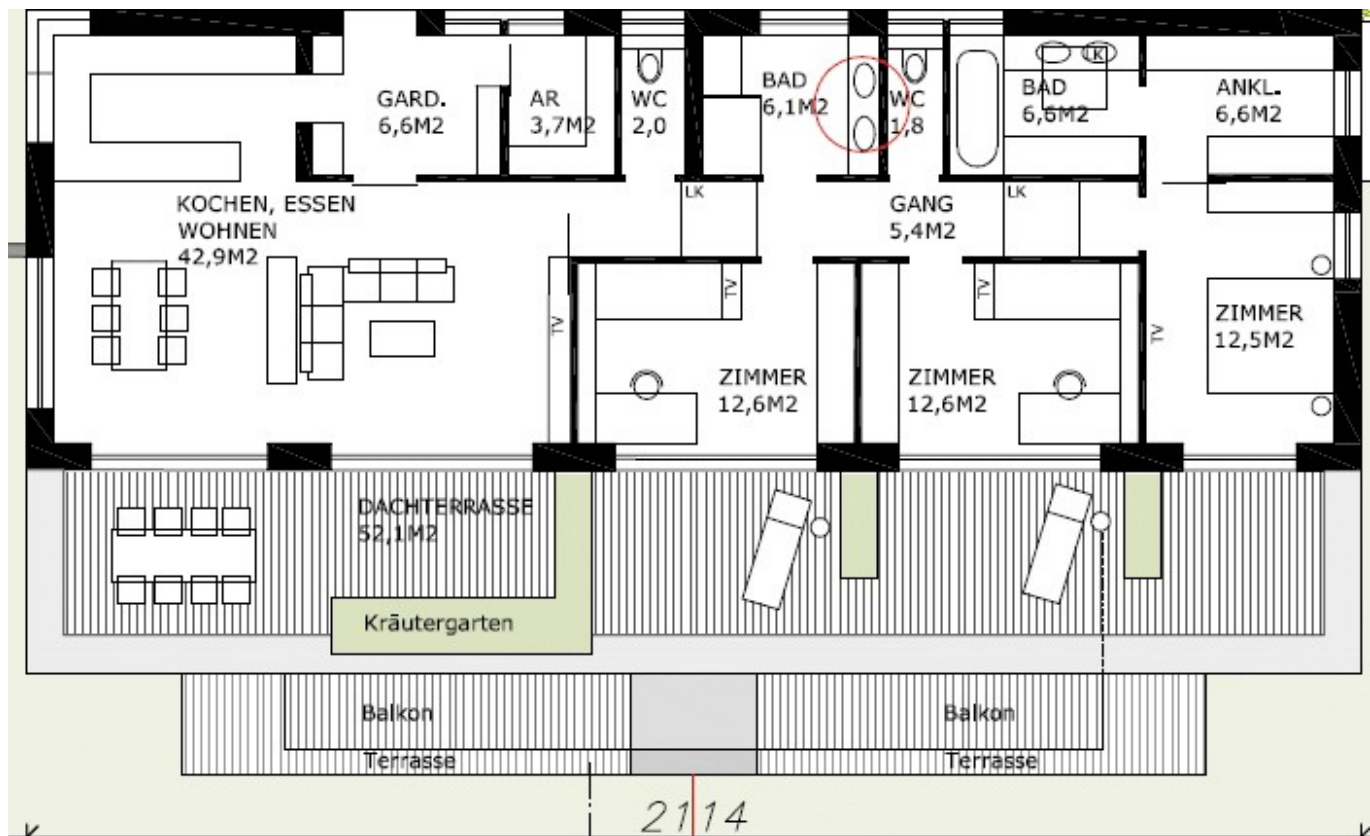 GARD.
6,6M2
AR
3,7M2
WC
2,0
BAD
6,1M2
WC
1,8
BAD
6,6M2
LK
ANKL.
6,6M2
KOCHEN, ESSEN
WOHNEN
42,9M2
LK
GANG
5,4M2
LK
TV
TV
TV
TV
ZIMMER
12,6M2
ZIMMER
12,6M2
ZIMMER
12,5M2
DACHTERRASSE
52,1M2
Kräutergarten
Balkon
Terrasse
Balkon
Terrasse
2114